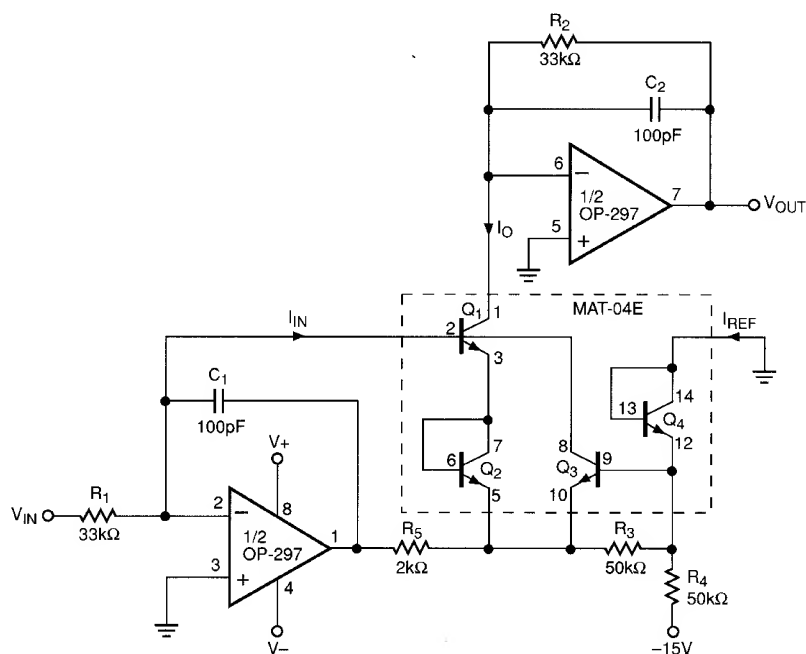 R2
33kΩ
C2
100pF
6
−
1/2
OP-297
7
VOUT
5
+
IO
MAT-04E
Q1
1
2
3
IIN
IREF
C1
100pF
14
13
Q4
12
7
6
Q2
5
8
9
Q3
10
V+
8
R1
33kΩ
VIN
2
−
1/2
OP-297
1
3
+
4
V−
R5
2kΩ
R3
50kΩ
R4
50kΩ
−15V